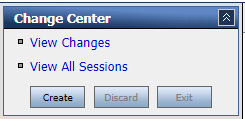 Change Center
View Changes
View All Sessions
Create Discard Exit